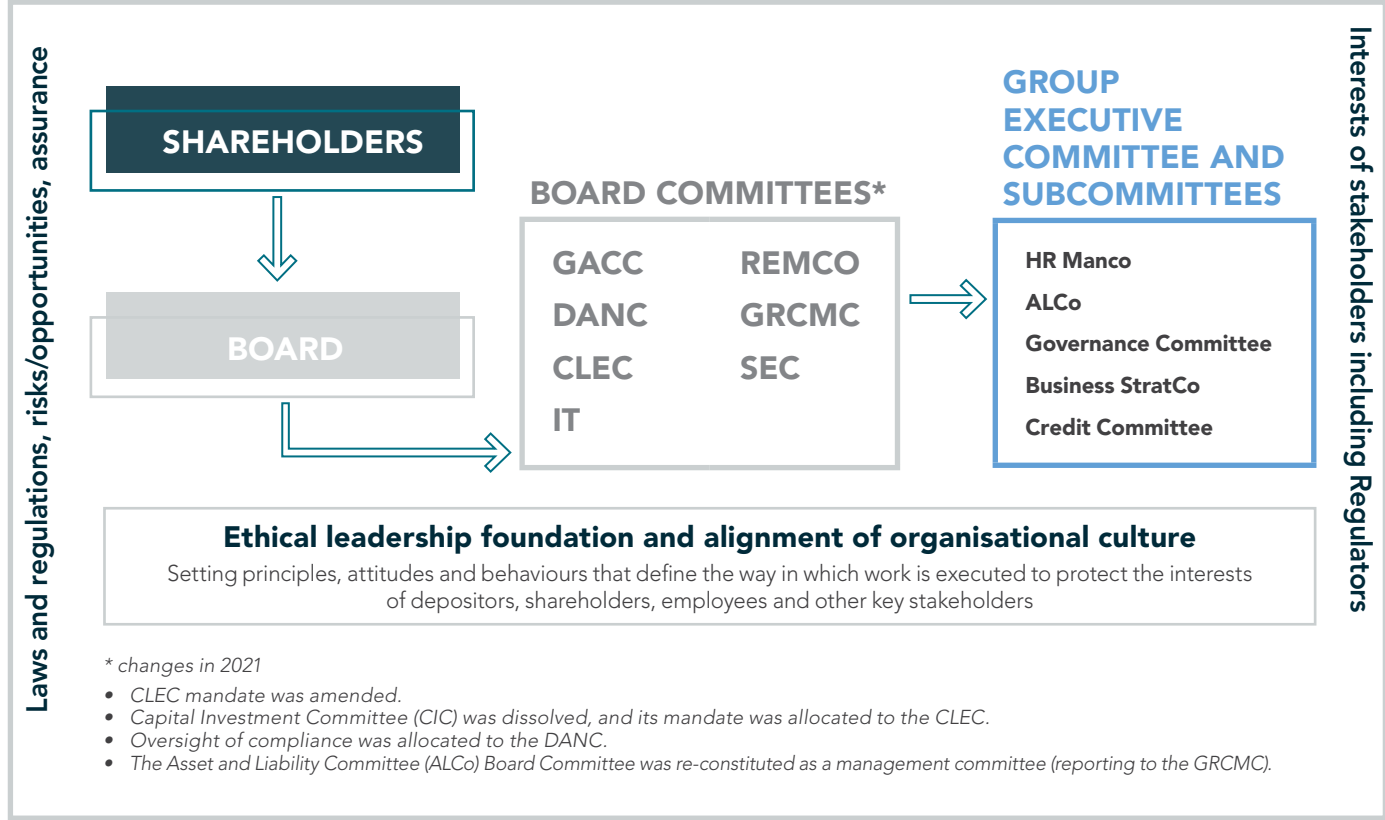 Laws and regulations, risks/opportunities, assurance
SHAREHOLDERS
BOARD
BOARD COMMITTEES*
GACC
DANC
CLEC
IT
REMCO
GRCMC
SEC
GROUP
EXECUTIVE
COMMITTEE AND
SUBCOMMITTEES
HR Manco
ALCo
Governance Committee
Business StratCo
Credit Committee
Interests of stakeholders including Regulators
Ethical leadership foundation and alignment of organisational culture
Setting principles, attitudes and behaviours that define the way in which work is executed to protect the interests
of depositors, shareholders, employees and other key stakeholders
* changes in 2021
• CLEC mandate was amended.
• Capital Investment Committee (CIC) was dissolved, and its mandate was allocated to the CLEC.
• Oversight of compliance was allocated to the DANC.
• The Asset and Liability Committee (ALCo) Board Committee was re-constituted as a management committee (reporting to the GRCMC).